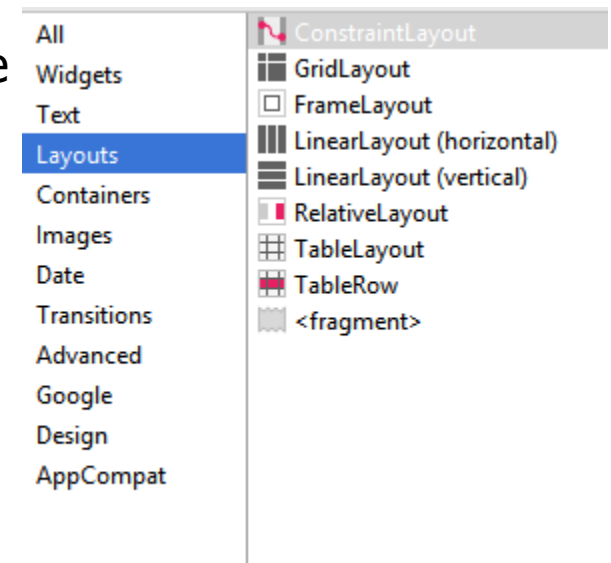 e
All
Widgets
Text
Layouts
Containers
Images
Date
Transitions
Advanced
Google
Design
AppCompat
ConstraintLayout
GridLayout
FrameLayout
LinearLayout (horizontal)
LinearLayout (vertical)
RelativeLayout
TableLayout
TableRow
<fragment>